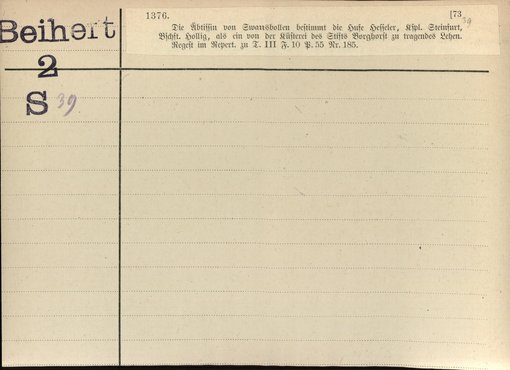 Beiheft
2
S 39
1376. [73
39
Die Äbtissin von Swansbollen bestimmt die Hufe Hesseler, Kspl. Steinfurt,
Bschft. Hollig, als ein von der Küsterei des Stifts Borghorst zu tragendes Lehen.
Regest im Repert. zu T. III F. 10 P. 55 Nr. 185.